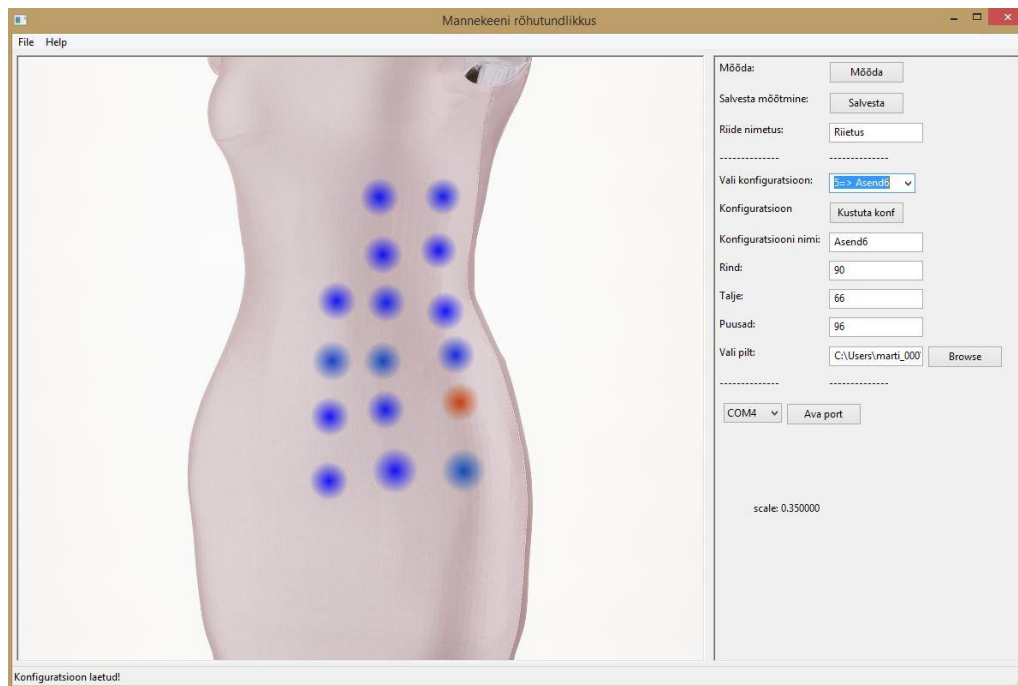 Mannekeeni rõhutundlikkus
File Help
Mõõda: Mõõda
Salvesta mõõtmine: Salvesta
Riide nimetus: Riietus
-------------- --------------
Vali konfiguratsioon: 5=> Asend6
Konfiguratsioon Kustuta konf
Konfiguratsiooni nimi: Asend6
Rind: 90
Talje: 66
Puusad: 96
Vali pilt: C:\Users\marti_000 Browse
-------------- --------------
COM4 Ava port
scale: 0.350000
Konfiguratsioon laetud!